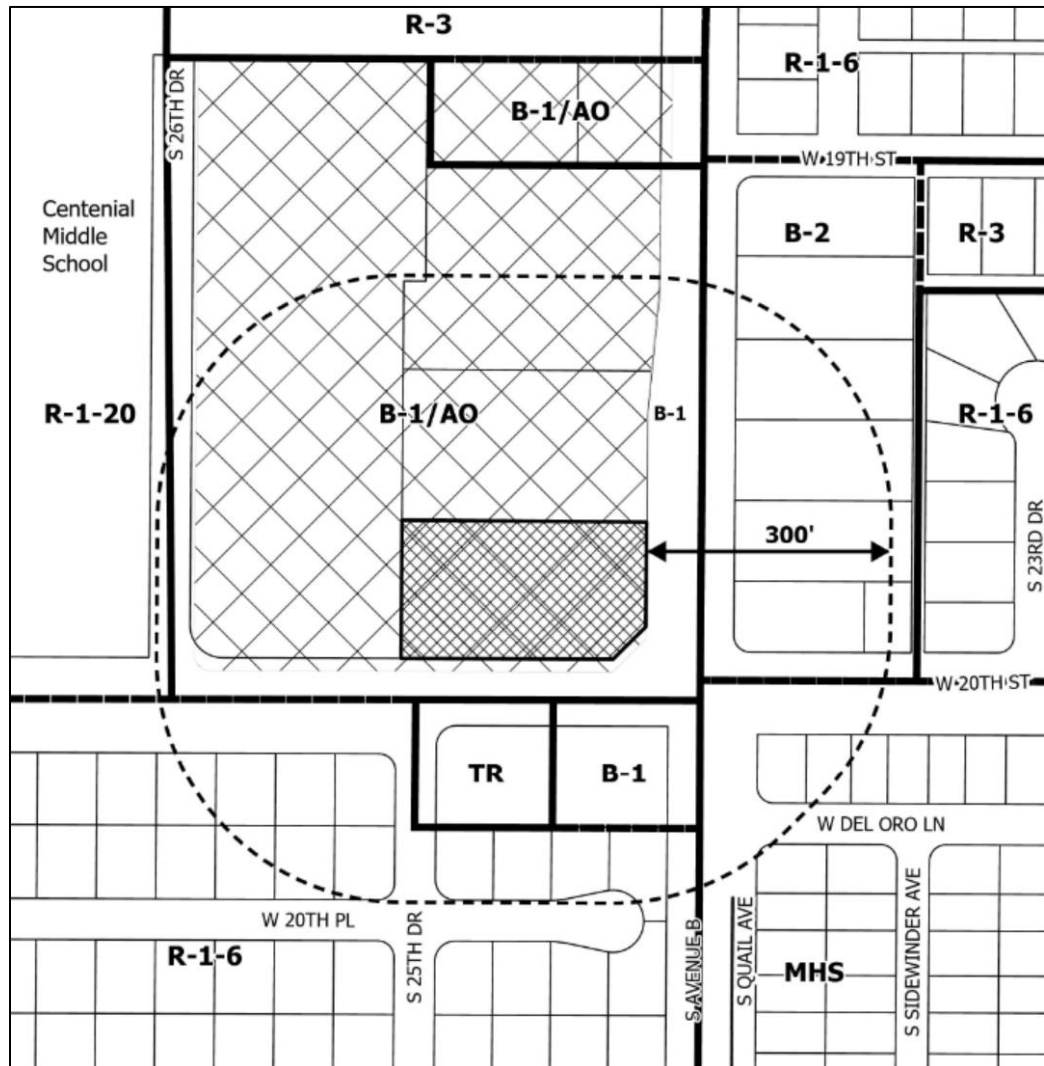 R-3
R-1-6
S 26TH DR
B-1/AO
W 19TH ST
Centenial
Middle
School
B-2
R-3
R-1-20
B-1/AO
B-1
R-1-6
300'
S 23RD DR
W 20TH ST
TR
B-1
W DEL ORO LN
W 20TH PL
S 25TH DR
R-1-6
S AVENUE B
S QUAIL AVE
MHS
S SIDEWINDER AVE